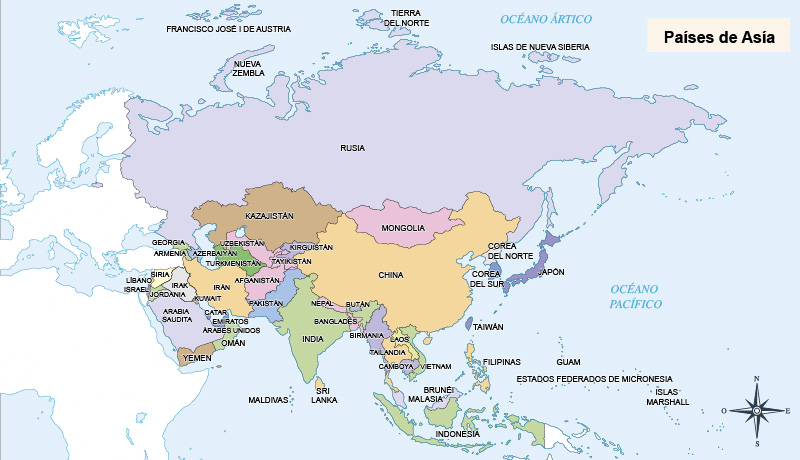 TIERRA
DEL NORTE
OCÉANO ÁRTICO
FRANCISCO JOSÉ I DE AUSTRIA
Países de Asia
ISLAS DE NUEVA SIBERIA
NUEVA
ZEMBLA
RUSIA
KAZAJISTÁN
MONGOLIA
GEORGIA
UZBEKISTÁN
KIRGUISTÁN
COREA
DEL NORTE
ARMENIA
AZERBAIYÁN
TURKMENISTÁN
TAYIKISTÁN
SIRIA
CHINA
COREA
DEL SUR
JAPÓN
LÍBANO
ISRAEL
IRAK
IRÁN
AFGANISTÁN
JORDANIA
KUWAIT
PAKISTÁN
NEPAL
BUTÁN
OCÉANO
PACÍFICO
ARABIA
SAUDITA
CATAR
EMIRATOS
ÁRABES UNIDOS
BANGLADÉS
TAIWÁN
OMÁN
INDIA
BIRMANIA
LAOS
YEMEN
TAILANDIA
CAMBOYA
VIETNAM
FILIPINAS
GUAM
ESTADOS FEDERADOS DE MICRONESIA
MALDIVAS
SRI
LANKA
BRUNÉI
MALASIA
ISLAS
MARSHALL
INDONESIA
N
O
E
S